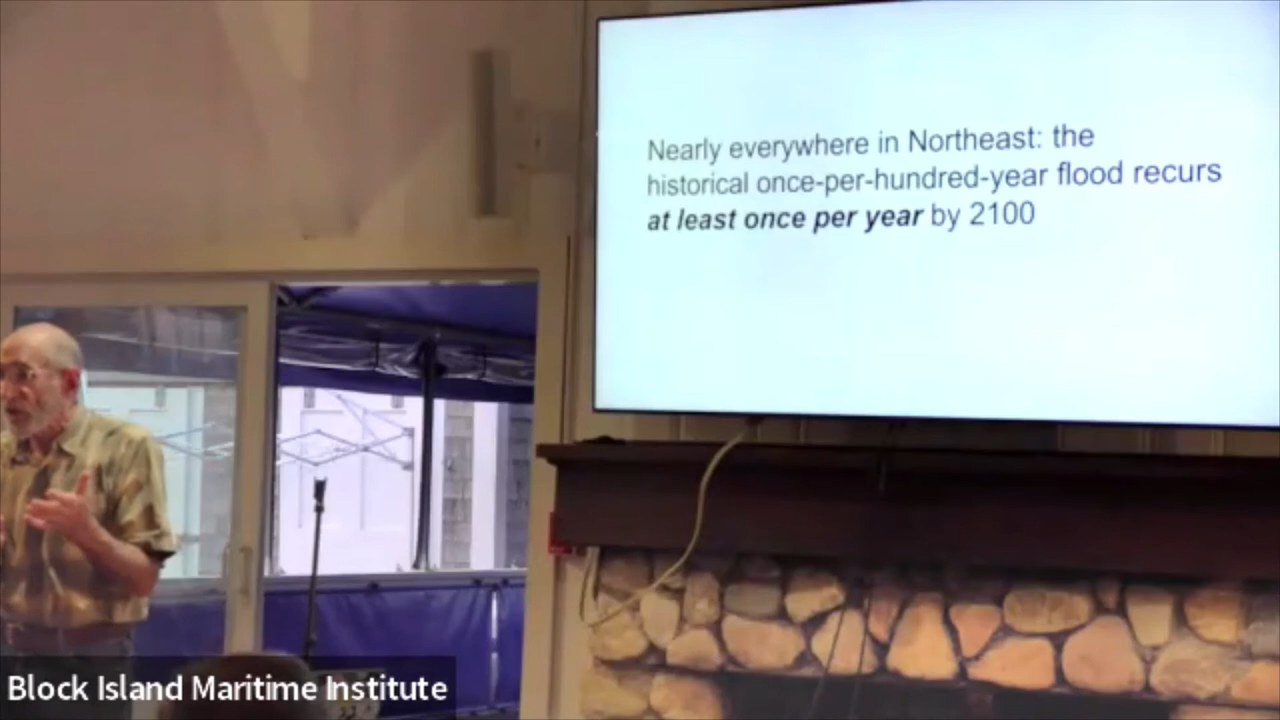 Nearly everywhere in Northeast: the
historical once-per-hundred-year flood recurs
at least once per year by 2100
Block Island Maritime Institute